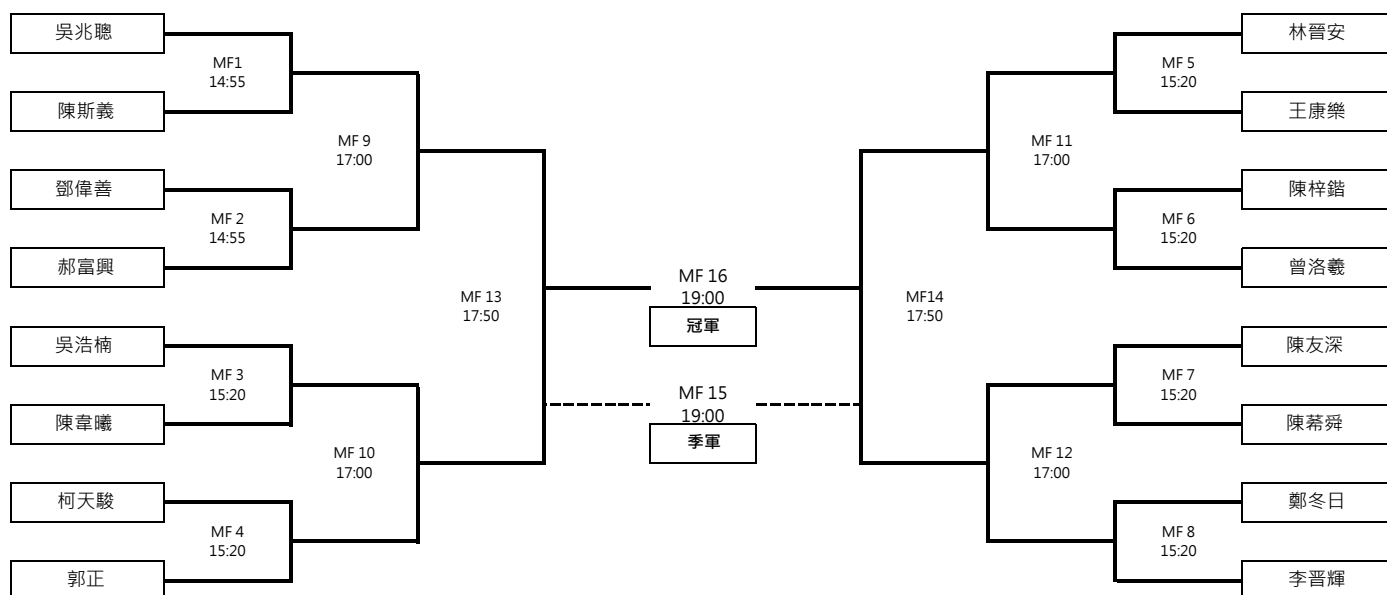 吳兆聰
MF1
14:55
陳斯義
MF 9
17:00
鄧偉善
MF 2
14:55
郝富興
MF 13
17:50
吳浩楠
MF 3
15:20
陳韋曦
MF 10
17:00
柯天駿
MF 4
15:20
郭正
MF 16
19:00
冠軍
MF 15
19:00
季軍
林晉安
MF 5
15:20
王康樂
MF 11
17:00
陳梓鍇
MF 6
15:20
曾洛羲
MF14
17:50
陳友深
MF 7
15:20
陳莃舜
MF 12
17:00
鄭冬日
MF 8
15:20
李晋輝